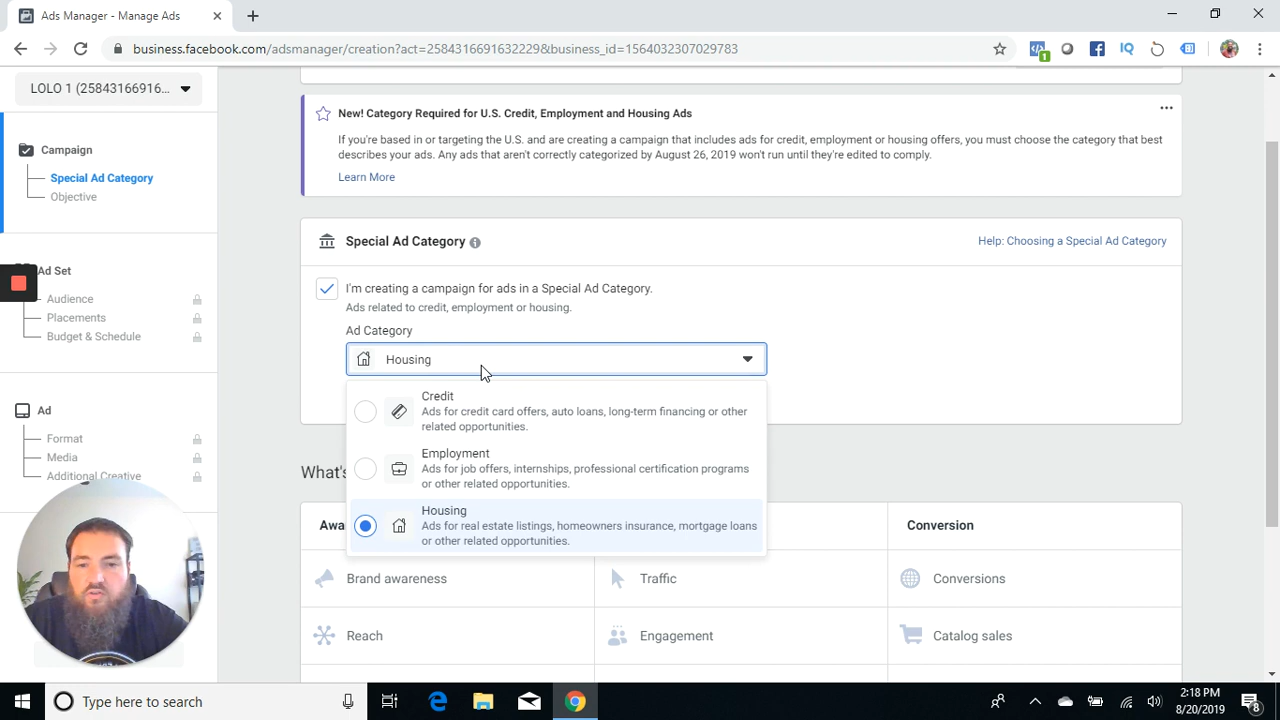 Ads Manager - Manage Ads
business.facebook.com/adsmanager/creation?act=2584316691632229&business_id=1564032307029783
1
IQ
LOLO 1 (25843166916...
Campaign
Special Ad Category
Objective
Ad Set
Audience
Placements
Budget & Schedule
Ad
Format
Media
Additional Creative
New! Category Required for U.S. Credit, Employment and Housing Ads
If you're based in or targeting the U.S. and are creating a campaign that includes ads for credit, employment or housing offers, you must choose the category that best
describes your ads. Any ads that aren't correctly categorized by August 26, 2019 won't run until they're edited to comply.
Learn More
Special Ad Category
Help: Choosing a Special Ad Category
I'm creating a campaign for ads in a Special Ad Category.
Ads related to credit, employment or housing.
Ad Category
Housing
Credit
Ads for credit card offers, auto loans, long-term financing or other
related opportunities.
Employment
Ads for job offers, internships, professional certification programs
or other related opportunities.
Housing
Ads for real estate listings, homeowners insurance, mortgage loans
or other related opportunities.
What's
Awa
Conversion
Brand awareness
Traffic
Conversions
Reach
Engagement
Catalog sales
Type here to search
2:18 PM
8/20/2019
8